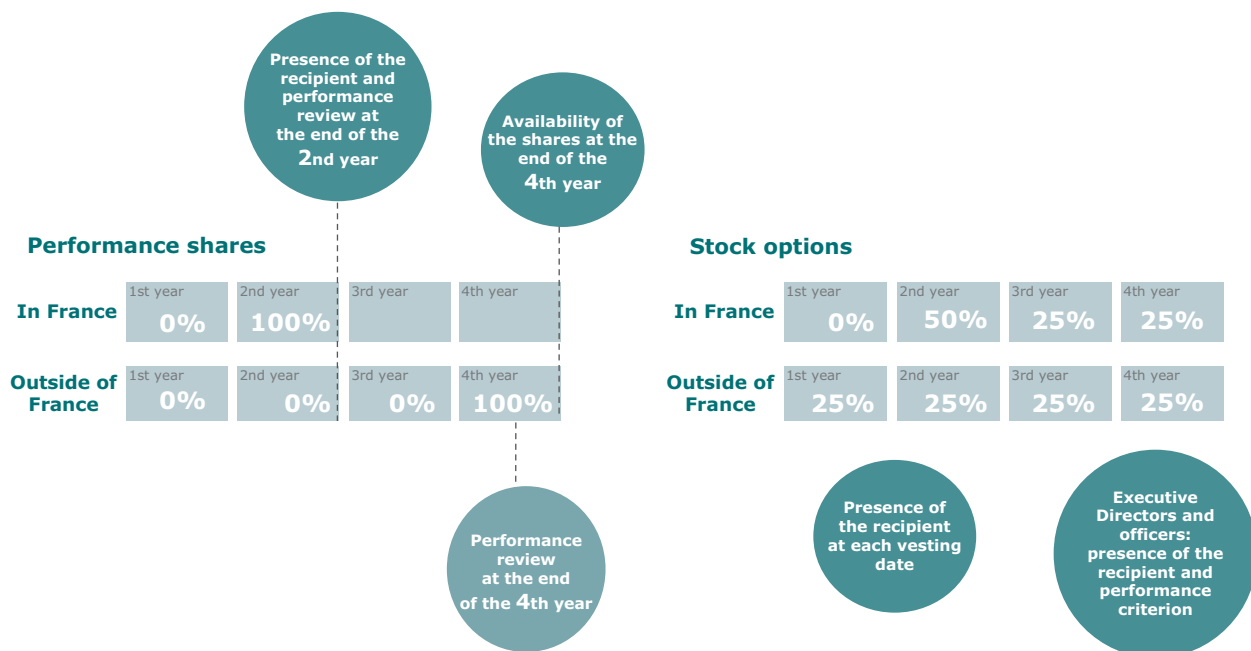 Presence of the
recipient and
performance
review at
the end of the
2nd year
Availability of
the shares at the
end of the
4th year
Performance shares
In France
1st year
0%
2nd year
100%
3rd year
4th year
Outside of
France
1st year
0%
2nd year
0%
3rd year
0%
4th year
100%
Performance
review
at the end
of the 4th year
Stock options
In France
1st year
0%
2nd year
50%
3rd year
25%
4th year
25%
Outside of
France
1st year
25%
2nd year
25%
3rd year
25%
4th year
25%
Presence of
the recipient
at each vesting
date
Executive
Directors and
officers:
presence of the
recipient and
performance
criterion